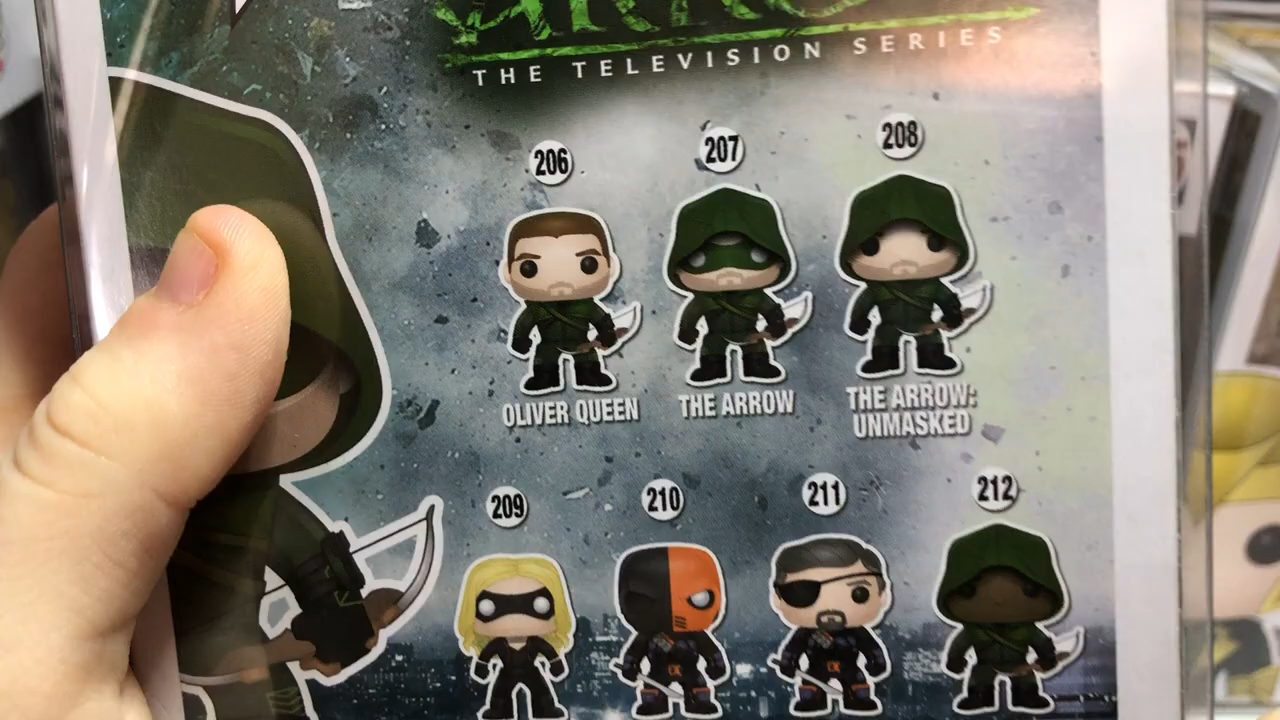 THE TELEVISION SERIES
206 207 208
OLIVER QUEEN THE ARROW THE ARROW:
UNMASKED
209 210 211 212